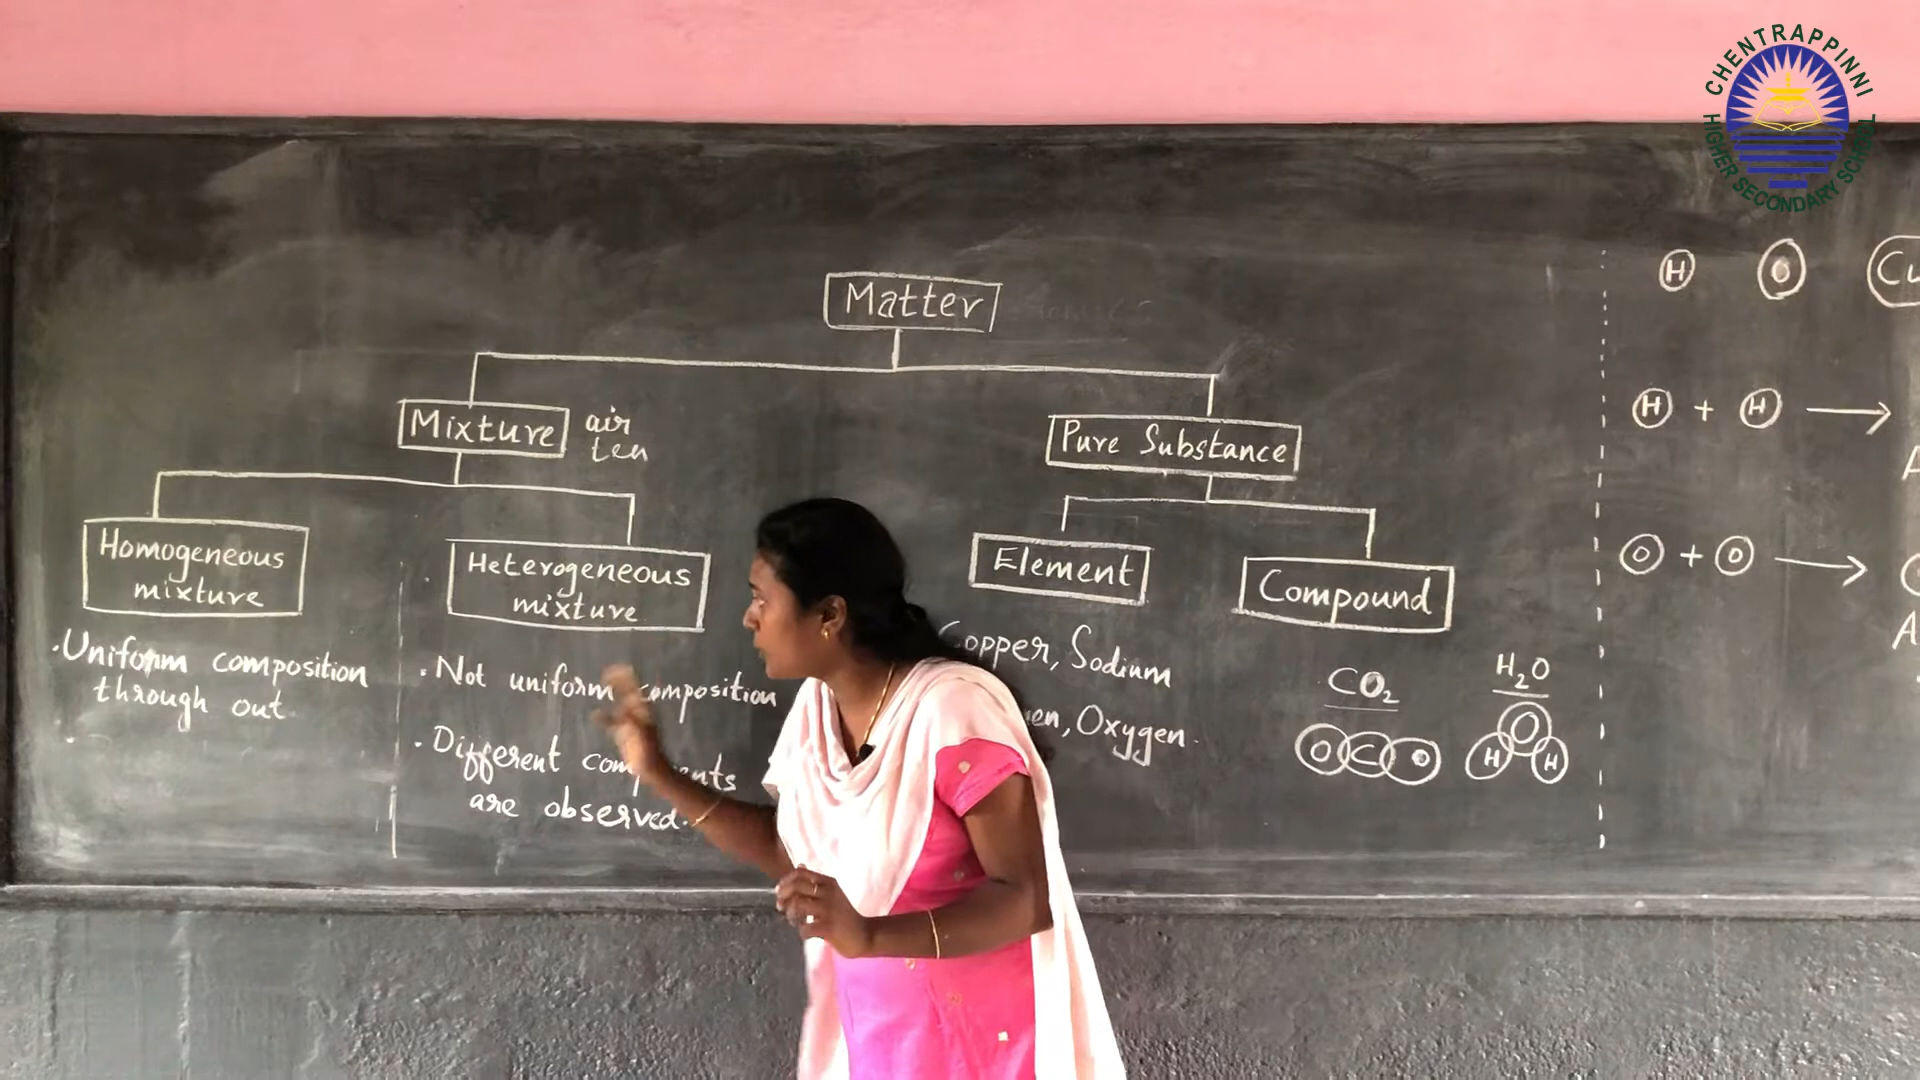 CHENTRAPPINNI
HIGHER SECONDARY SCHOOL
Matter
Mixture
air
tea
Pure Substance
Homogeneous
mixture
Heterogeneous
mixture
Element
Compound
.Uniform composition
through out
.
. Not uniform composition
. Different
are observed.
Copper, Sodium
, Oxygen.
CO₂
O C O
H₂O
O
H H
H O Cu
H + H →
O + O →